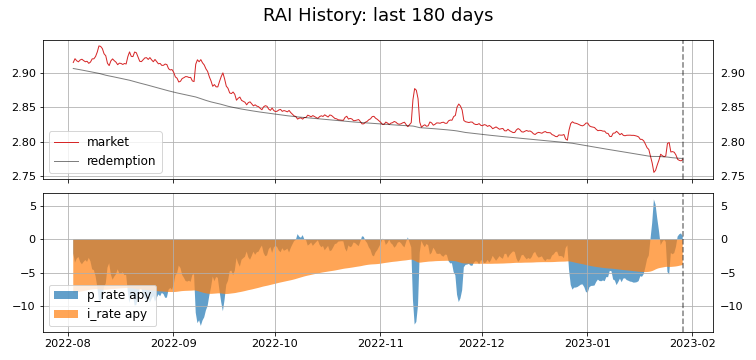 RAI History: last 180 days
2.90 2.90
2.85 2.85
2.80 2.80
2.75 2.75
market
redemption
5 5
0 0
−5 −5
−10 −10
p_rate apy
i_rate apy
2022-08 2022-09 2022-10 2022-11 2022-12 2023-01 2023-02